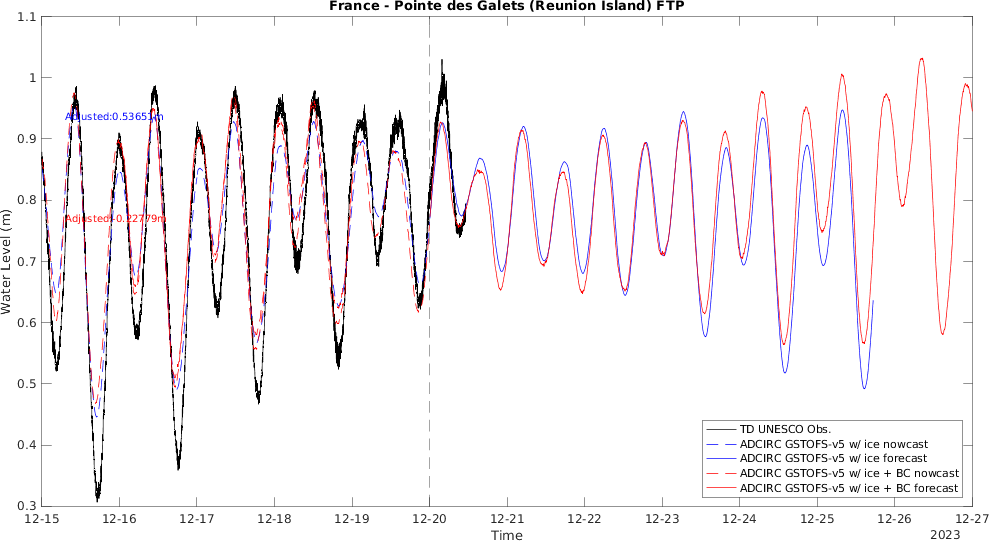 France - Pointe des Galets (Reunion Island) FTP
1.1
1
0.9
0.8
0.7
0.6
0.5
0.4
0.3
Water Level (m)
Adjusted:0.53651m
Adjusted:-0.22779m
TD UNESCO Obs.
ADCIRC GSTOFS-v5 w/ ice nowcast
ADCIRC GSTOFS-v5 w/ ice forecast
ADCIRC GSTOFS-v5 w/ ice + BC nowcast
ADCIRC GSTOFS-v5 w/ ice + BC forecast
12-15 12-16 12-17 12-18 12-19 12-20 12-21 12-22 12-23 12-24 12-25 12-26 12-27
Time
2023